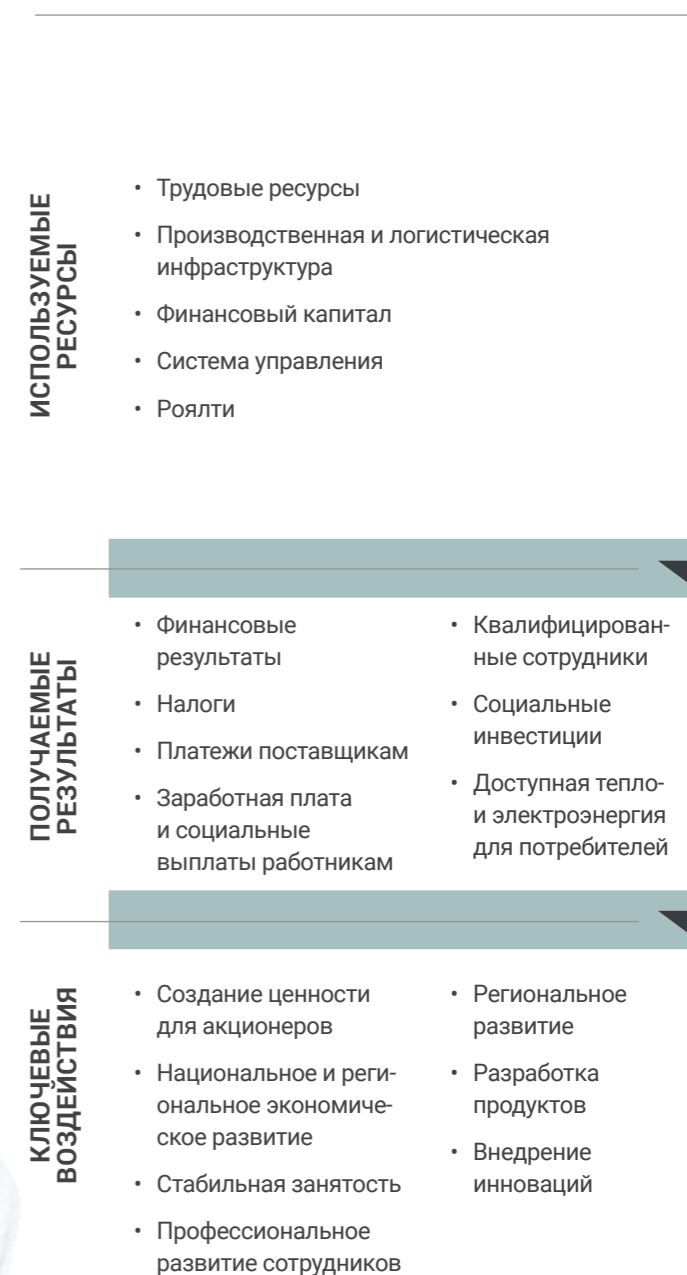 ИСПОЛЬЗУЕМЫЕ
РЕСУРСЫ
• Трудовые ресурсы
• Производственная и логистическая
инфраструктура
• Финансовый капитал
• Система управления
• Роялти
ПОЛУЧАЕМЫЕ
РЕЗУЛЬТАТЫ
• Финансовые
результаты
• Налоги
• Платежи поставщикам
• Заработная плата
и социальные
выплаты работникам
• Квалифицирован-
ные сотрудники
• Социальные
инвестиции
• Доступная тепло-
и электроэнергия
для потребителей
КЛЮЧЕВЫЕ
ВОЗДЕЙСТВИЯ
• Создание ценности
для акционеров
• Национальное и реги-
ональное экономиче-
ское развитие
• Стабильная занятость
• Профессиональное
развитие сотрудников
• Региональное
развитие
• Разработка
продуктов
• Внедрение
инноваций